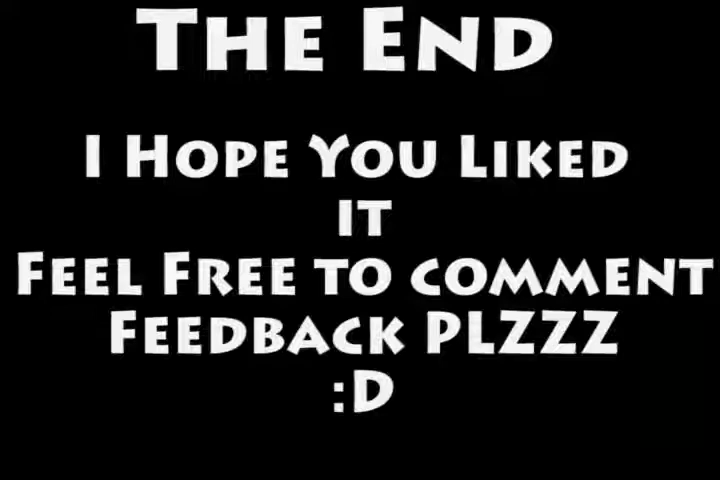 The End
I Hope You Liked
it
Feel Free to comment
Feedback PLZZZ
:D